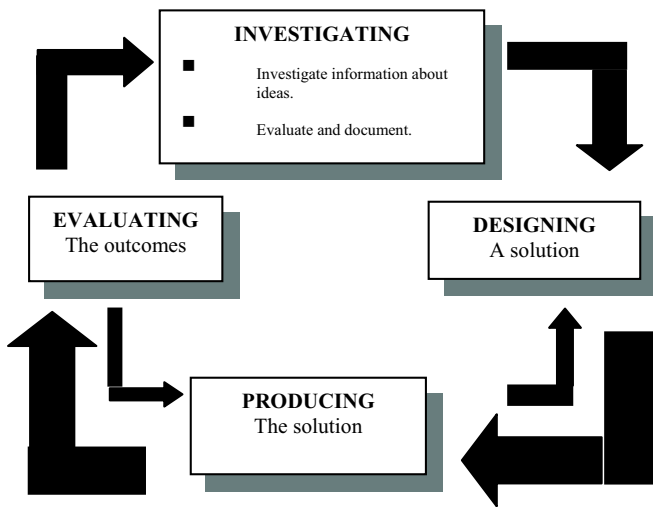 INVESTIGATING
■ Investigate information about
ideas.
■ Evaluate and document.
EVALUATING
The outcomes
DESIGNING
A solution
PRODUCING
The solution